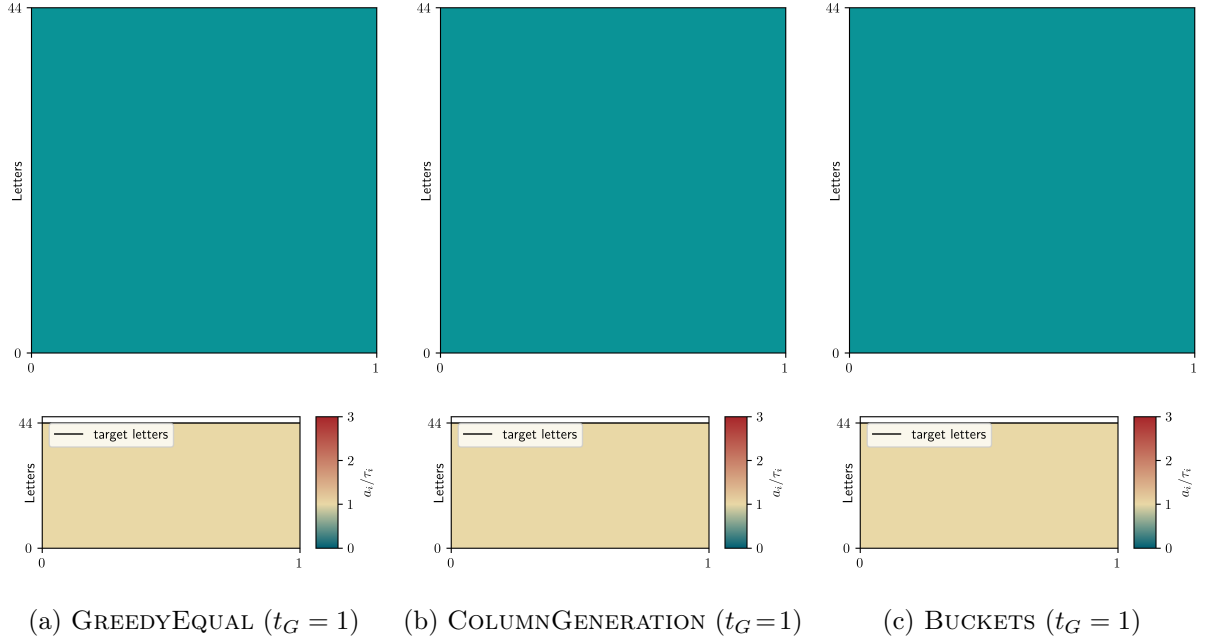 44 44 44
Letters Letters Letters
0 0 0
0 1 0 1 0 1
44 target letters 3 44 target letters 3 44 target letters 3
2 2 2
Letters 1 a_i/τ_i Letters 1 a_i/τ_i Letters 1 a_i/τ_i
0 0 0 0 0 0
0 1 0 1 0 1
(a) GREEDYEQUAL (t_G = 1) (b) COLUMNGENERATION (t_G = 1) (c) BUCKETS (t_G = 1)